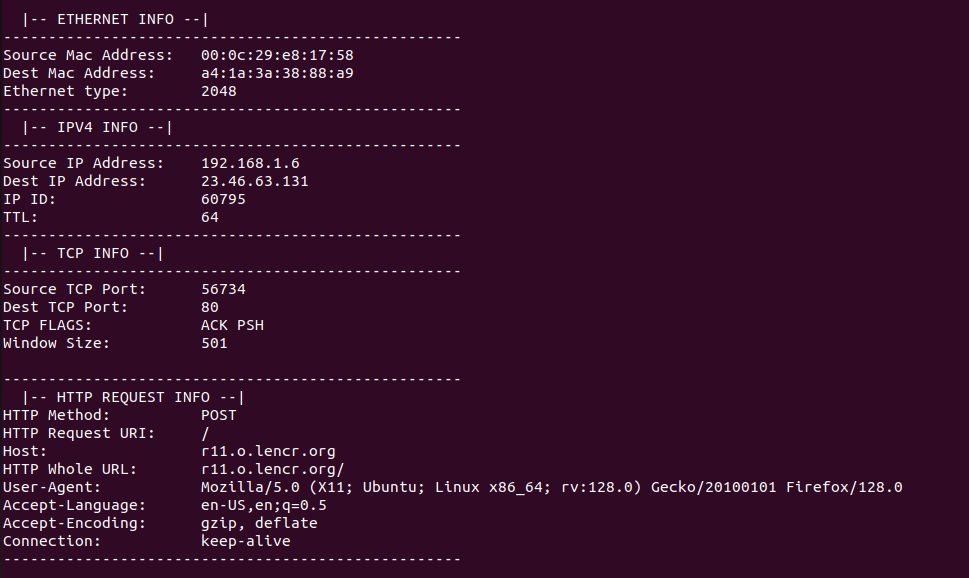 |-- ETHERNET INFO --|
---------------------------------------------------
Source Mac Address:   00:0c:29:e8:17:58
Dest Mac Address:     a4:1a:3a:38:88:a9
Ethernet type:        2048
---------------------------------------------------
  |-- IPV4 INFO --|
---------------------------------------------------
Source IP Address:    192.168.1.6
Dest IP Address:      23.46.63.131
IP ID:                60795
TTL:                  64
---------------------------------------------------
  |-- TCP INFO --|
---------------------------------------------------
Source TCP Port:      56734
Dest TCP Port:        80
TCP FLAGS:            ACK PSH
Window Size:          501

---------------------------------------------------
  |-- HTTP REQUEST INFO --|
HTTP Method:          POST
HTTP Request URI:     /
Host:                 r11.o.lencr.org
HTTP Whole URL:       r11.o.lencr.org/
User-Agent:           Mozilla/5.0 (X11; Ubuntu; Linux x86_64; rv:128.0) Gecko/20100101 Firefox/128.0
Accept-Language:      en-US,en;q=0.5
Accept-Encoding:      gzip, deflate
Connection:           keep-alive
---------------------------------------------------